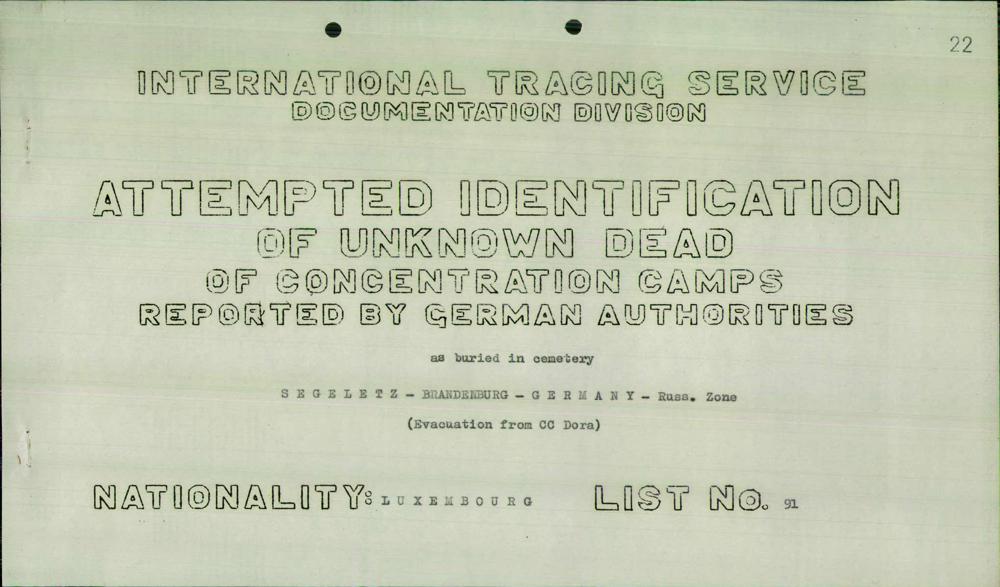 22
INTERNATIONAL TRACING SERVICE
DOCUMENTATION DIVISION
ATTEMPTED IDENTIFICATION
OF UNKNOWN DEAD
OF CONCENTRATION CAMPS
REPORTED BY GERMAN AUTHORITIES
as buried in cemetery
S E G E L E T Z - BRANDENBURG - G E R M A N Y - Russ. Zone
(Evacuation from CC Dora)
NATIONALITY: L U X E M B O U R G LIST No. 91